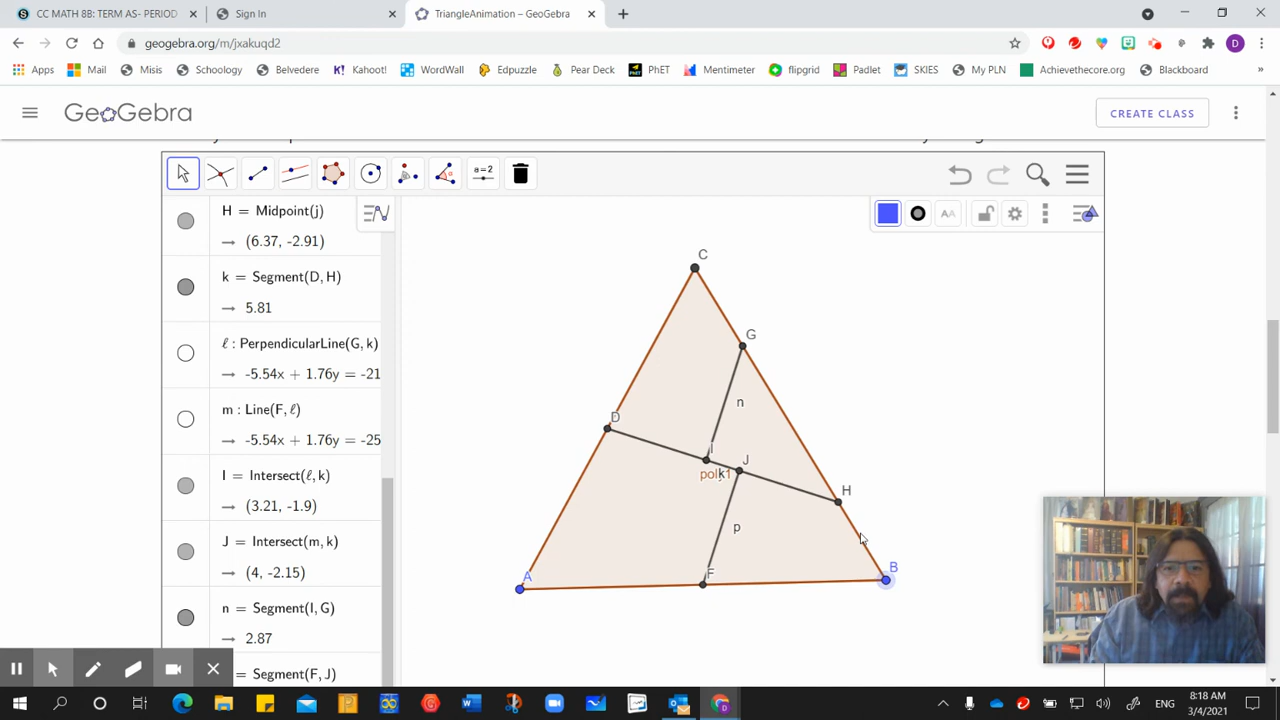 CC MATH 8B: TERM AS- PERIOD
Sign In
TriangleAnimation – GeoGebra
geogebra.org/m/jxakuqd2
D
Apps
Mail
Misis
Schoology
Belvedere
Kahoot!
WordWall
Edpuzzle
Pear Deck
PhET
Mentimeter
flipgrid
Padlet
SKIES
My PLN
Achievethecore.org
Blackboard
GeoGebra
CREATE CLASS
a=2
AA
H = Midpoint(j)
→ (6.37, -2.91)
k = Segment(D, H)
→ 5.81
ℓ : PerpendicularLine(G, k)
→ -5.54x + 1.76y = -21
m : Line(F, ℓ)
→ -5.54x + 1.76y = -25
I = Intersect(ℓ, k)
→ (3.21, -1.9)
J = Intersect(m, k)
→ (4, -2.15)
n = Segment(I, G)
→ 2.87
= Segment(F, J)
C
G
n
D
I
J
k
H
p
F
A
B
ENG
8:18 AM
3/4/2021